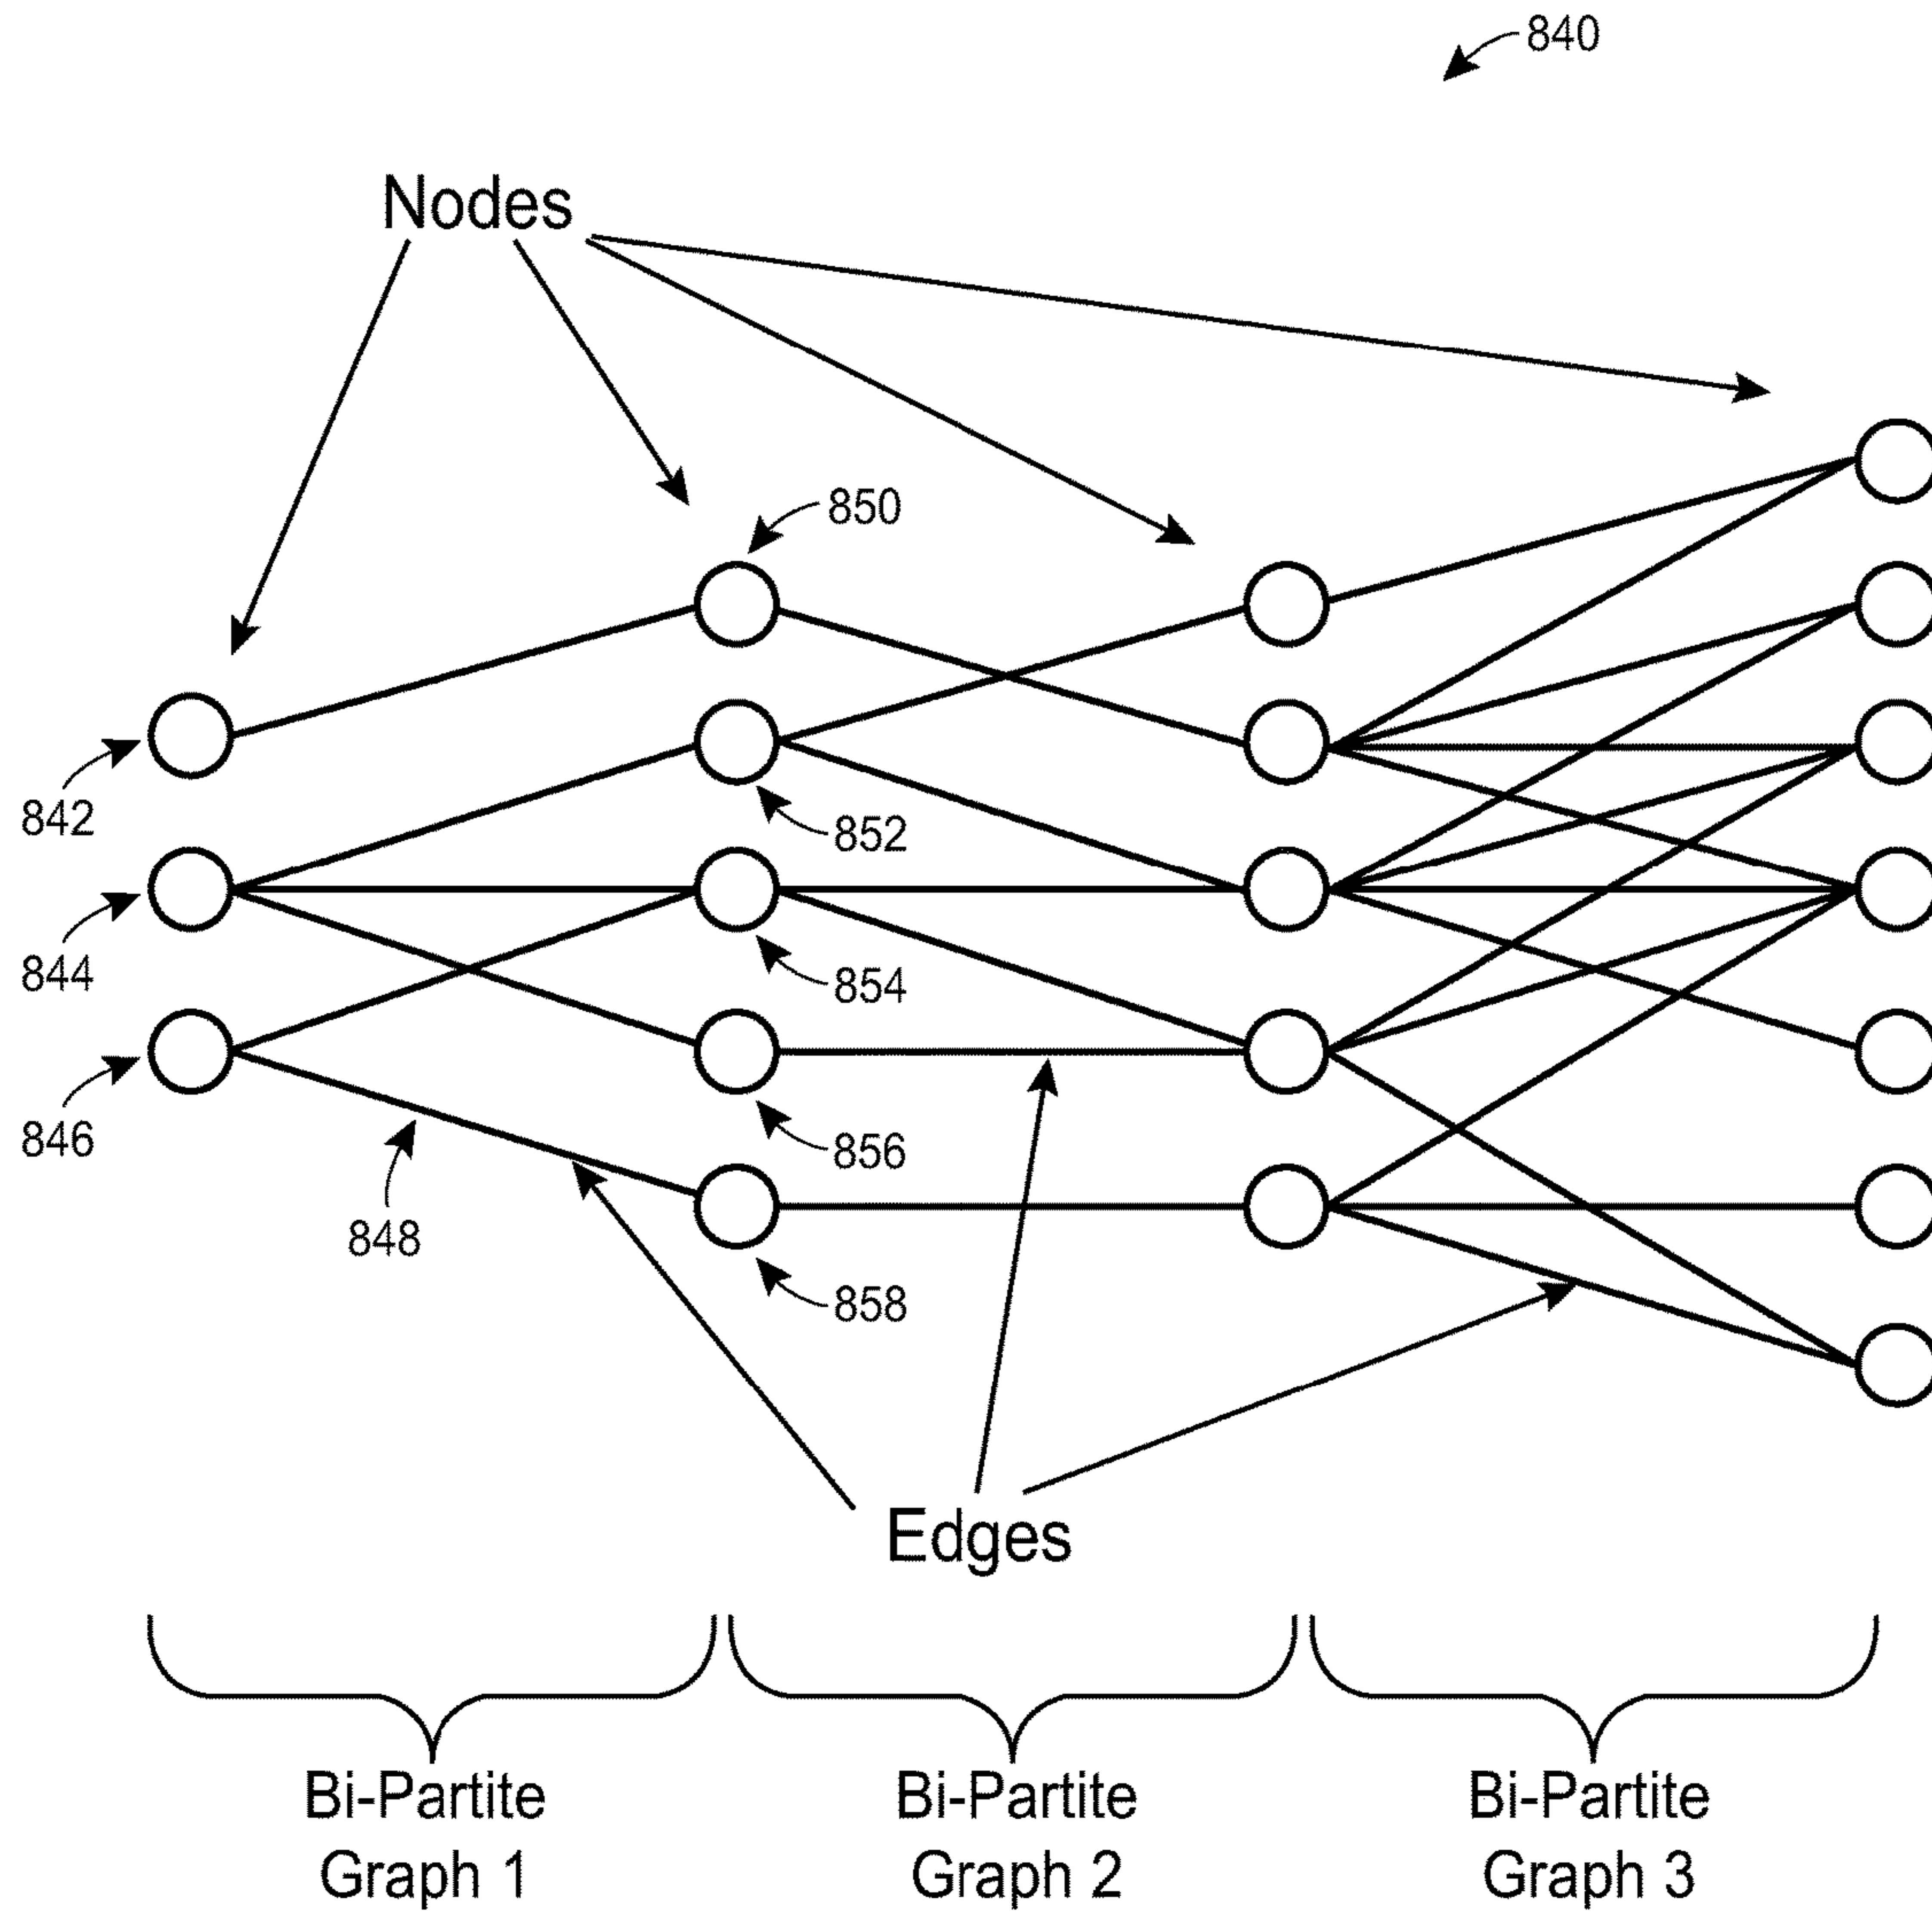 840
Nodes
850
842
852
844
854
846
856
848
858
Edges
Bi-Partite
Graph 1
Bi-Partite
Graph 2
Bi-Partite
Graph 3